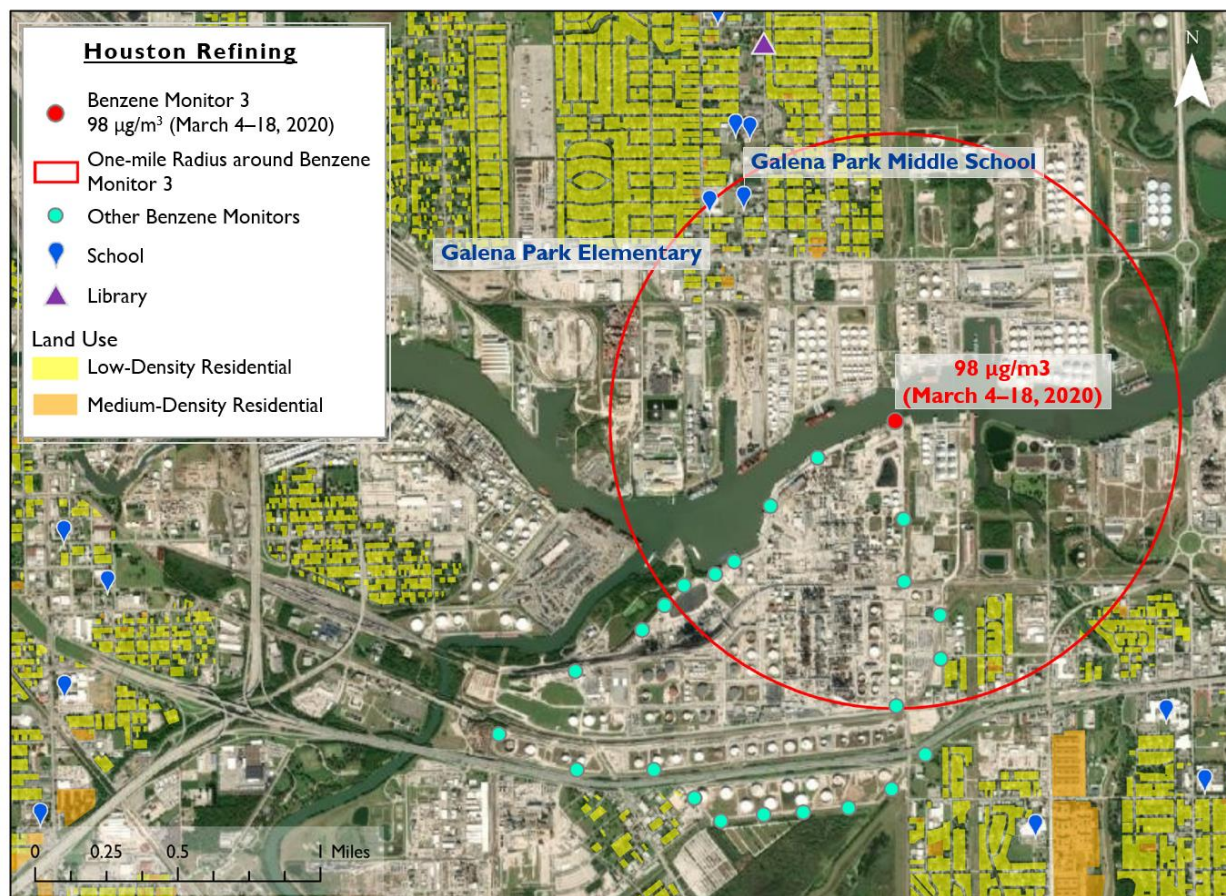 Houston Refining
Benzene Monitor 3
98 µg/m³ (March 4–18, 2020)
One-mile Radius around Benzene
Monitor 3
Other Benzene Monitors
School
Library
Land Use
Low-Density Residential
Medium-Density Residential
N
Galena Park Middle School
Galena Park Elementary
98 µg/m3
(March 4–18, 2020)
0 0.25 0.5 1 Miles